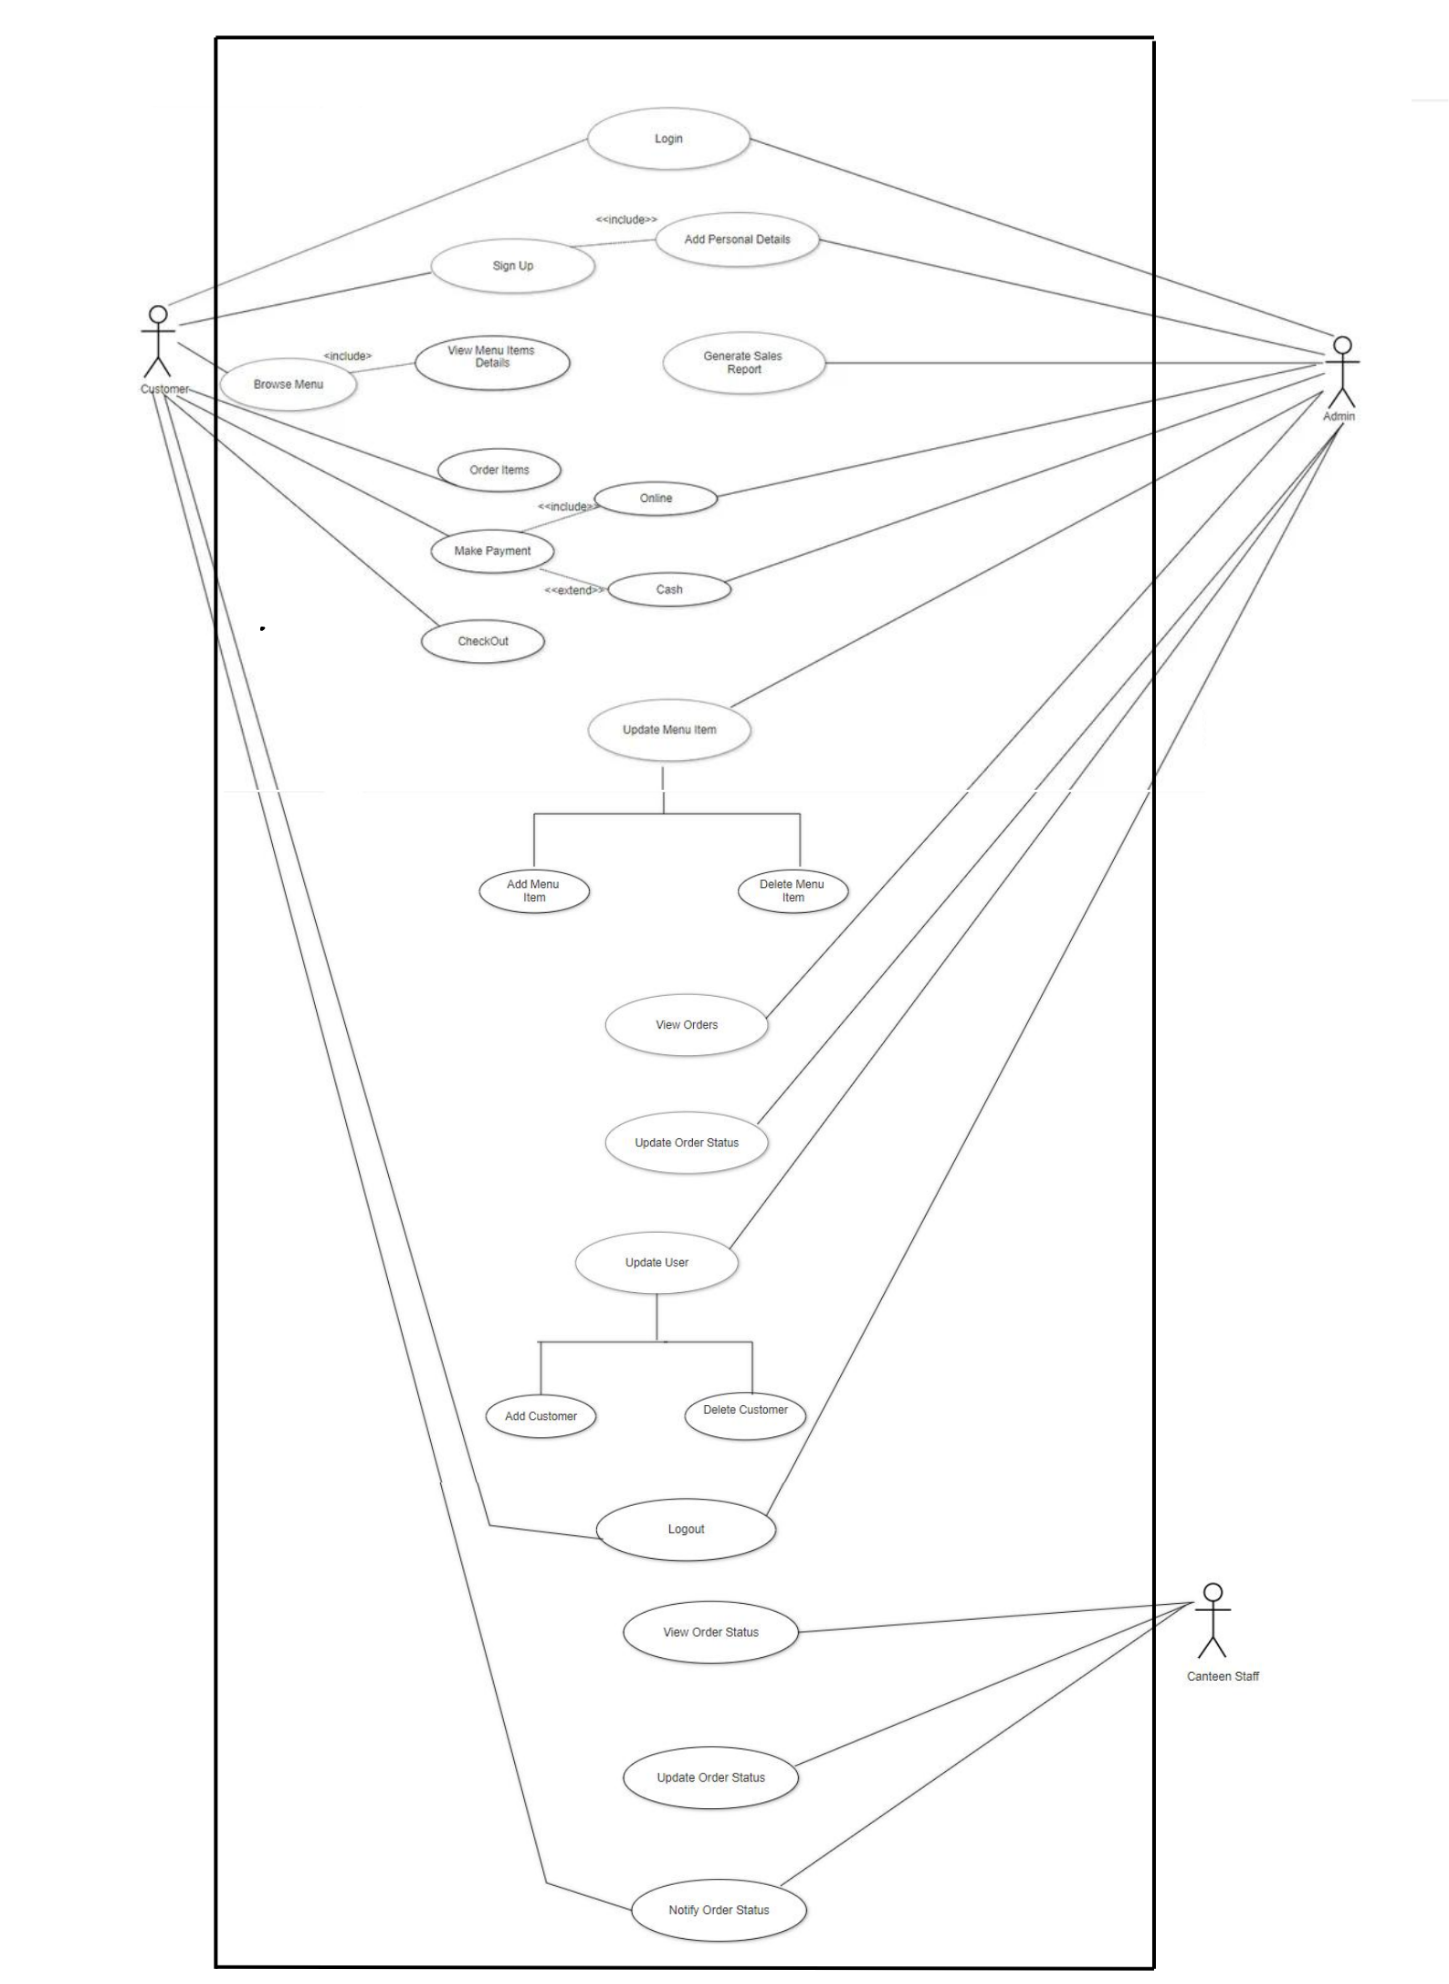 Login
<<include>>
Add Personal Details
Sign Up
Customer
<include>
View Menu Items
Details
Browse Menu
Generate Sales
Report
Admin
Order Items
<<include>>
Online
Make Payment
<<extend>>
Cash
CheckOut
Update Menu Item
Add Menu
Item
Delete Menu
Item
View Orders
Update Order Status
Update User
Add Customer
Delete Customer
Logout
View Order Status
Canteen Staff
Update Order Status
Notify Order Status